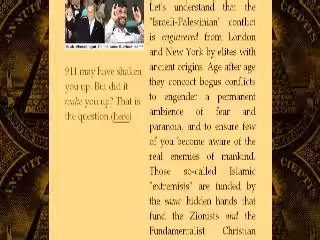 911 may have shaken
you up. But did it
wake you up? That is
the question (here)
Let's understand that the
"Israeli-Palestinian" conflict
is engineered from London
and New York by elites with
ancient origins. Age after age
they concoct bogus conflicts
to engender a permanent
ambience of fear and
paranoia, and to ensure few
of you become aware of the
real enemies of mankind.
Those so-called Islamic
"extremists" are funded by
the same hidden hands that
fund the Zionists and the
Fundamentalist Christian